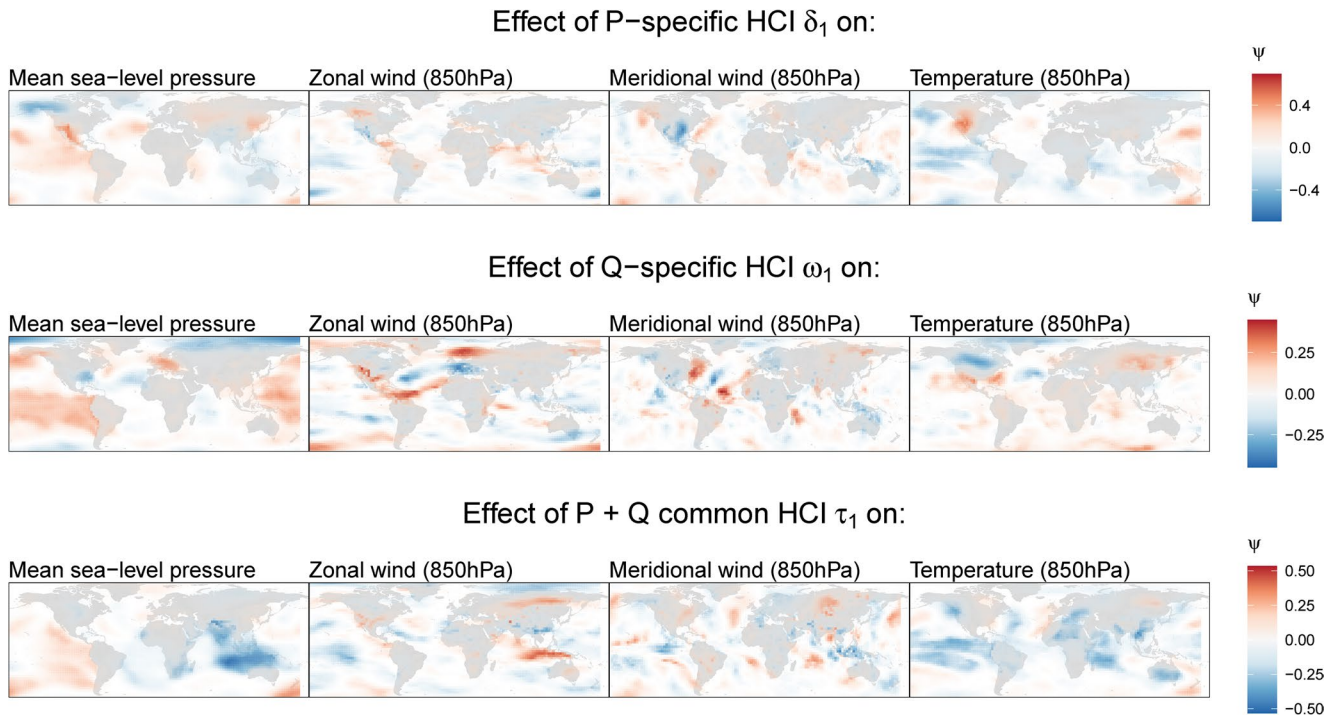 Effect of P−specific HCI δ₁ on:
Mean sea−level pressure Zonal wind (850hPa) Meridional wind (850hPa) Temperature (850hPa)
ψ
0.4
0.0
−0.4
Effect of Q−specific HCI ω₁ on:
Mean sea−level pressure Zonal wind (850hPa) Meridional wind (850hPa) Temperature (850hPa)
ψ
0.25
0.00
−0.25
Effect of P + Q common HCI τ₁ on:
Mean sea−level pressure Zonal wind (850hPa) Meridional wind (850hPa) Temperature (850hPa)
ψ
0.50
0.25
0.00
−0.25
−0.50